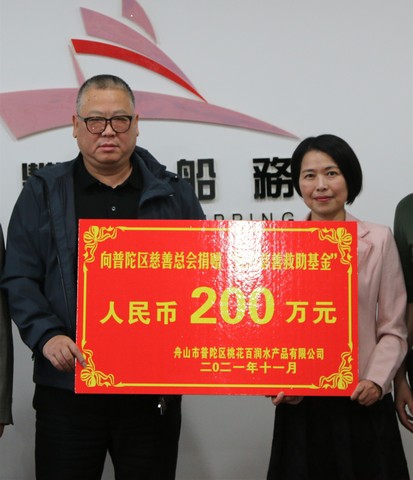 船務
PPING
向普陀区慈善总会捐赠 善救助基金”
人民币 200 万元
舟山市普陀区桃花百润水产品有限公司
二〇二一年十一月